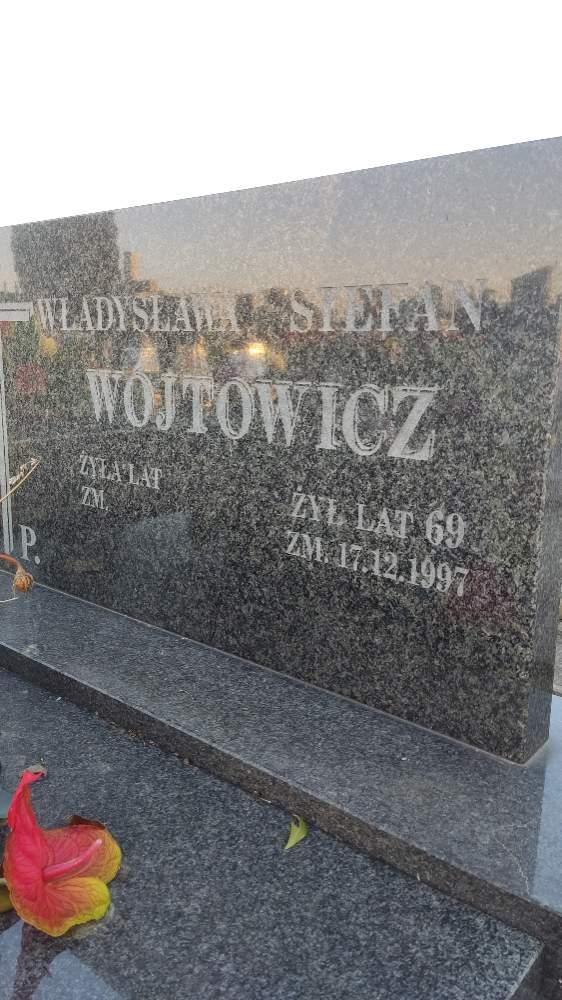 WŁADYSŁAWA STEFAN
WÓJTOWICZ
ŻYŁA LAT
ZM.
ŻYŁ LAT 69
ZM. 17.12.1997
P.